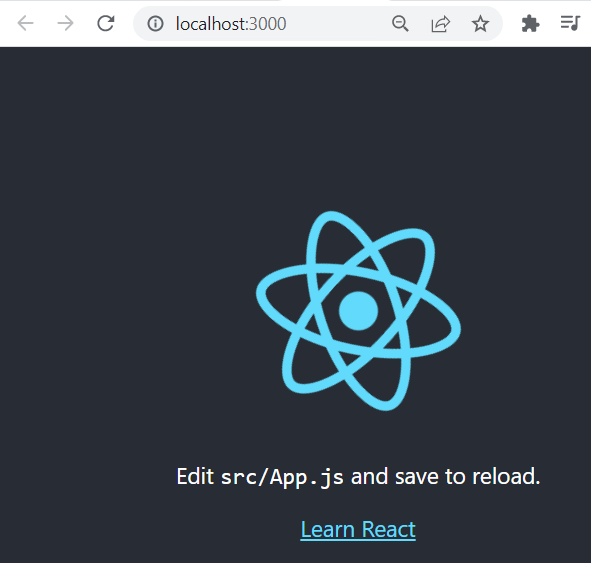 localhost:3000
Edit src/App.js and save to reload.
Learn React